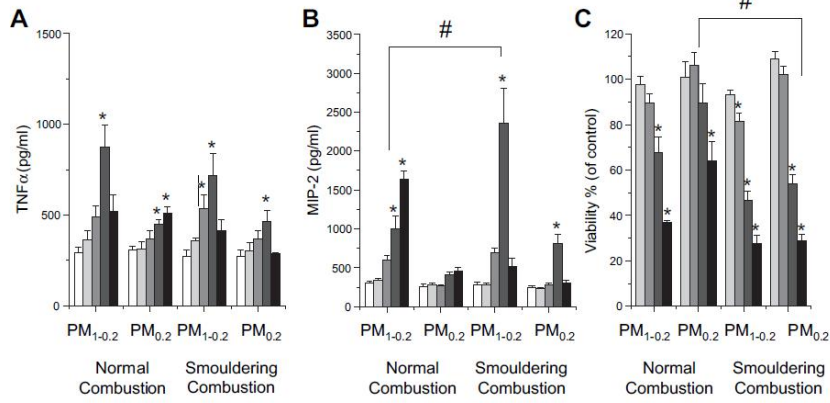 A
TNFα(pg/ml)
1500
1000
500
0
* * * * * *
PM1-0.2 PM0.2 PM1-0.2 PM0.2
Normal Combustion
Smouldering Combustion
B
#
MIP-2 (pg/ml)
3500
3000
2500
2000
1500
1000
500
250
0
* * * *
PM1-0.2 PM0.2 PM1-0.2 PM0.2
Normal Combustion
Smouldering Combustion
C
#
Viability % (of control)
120
100
80
60
40
20
0
* * * * * * * *
PM1-0.2 PM0.2 PM1-0.2 PM0.2
Normal Combustion
Smouldering Combustion